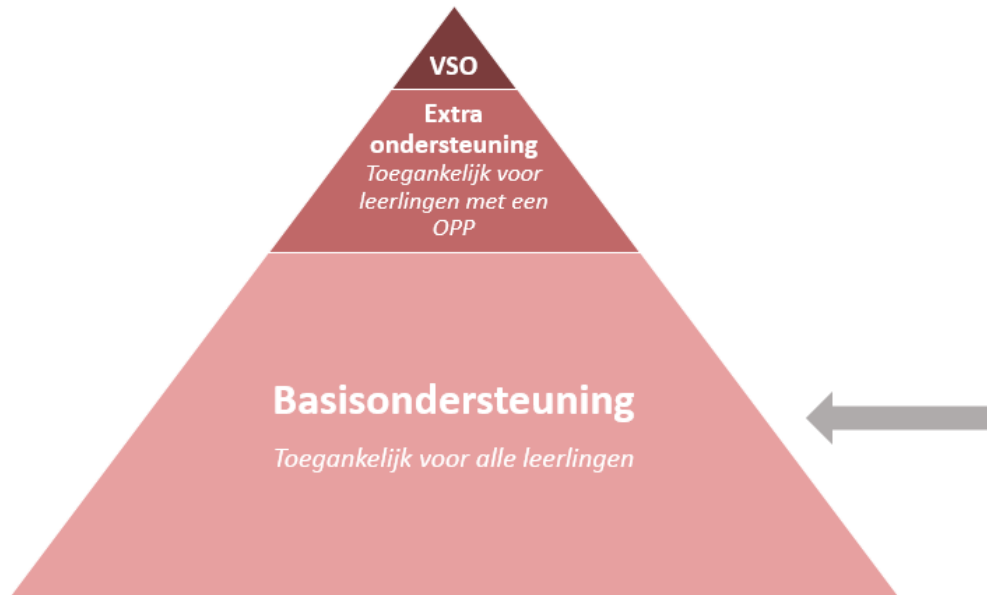 VSO
Extra
ondersteuning
Toegankelijk voor
leerlingen met een
OPP
Basisondersteuning
Toegankelijk voor alle leerlingen